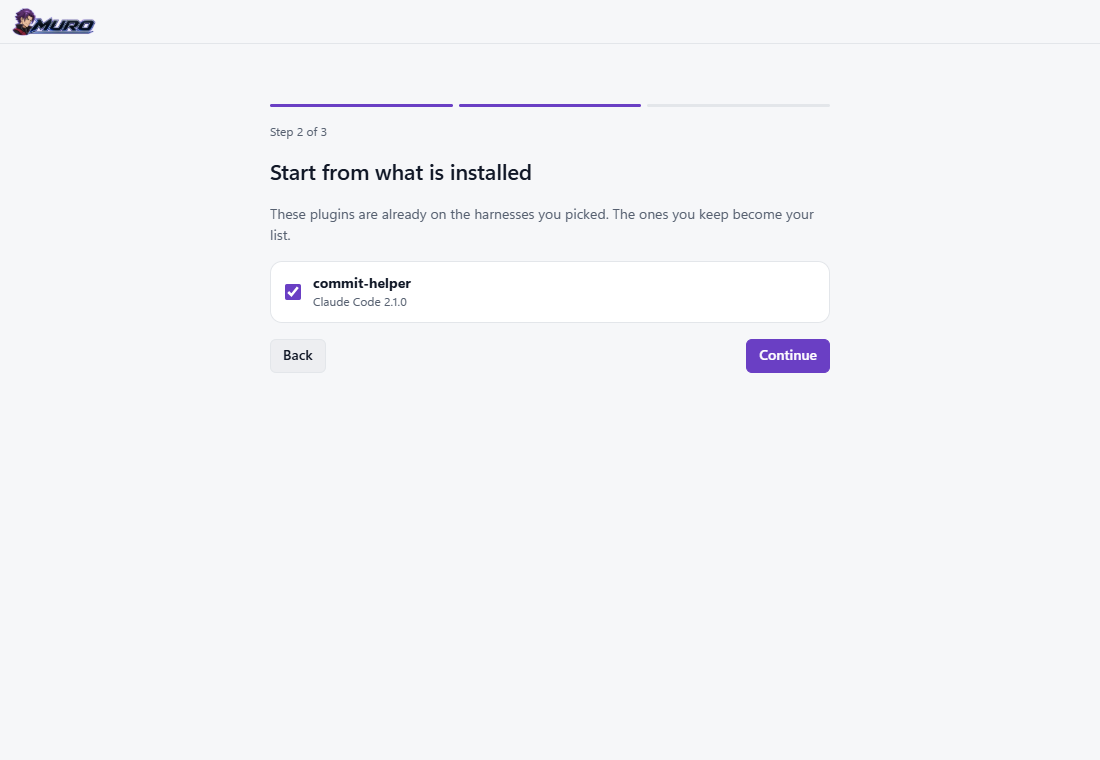 MURO
Step 2 of 3
Start from what is installed
These plugins are already on the harnesses you picked. The ones you keep become your
list.
commit-helper
Claude Code 2.1.0
Back
Continue